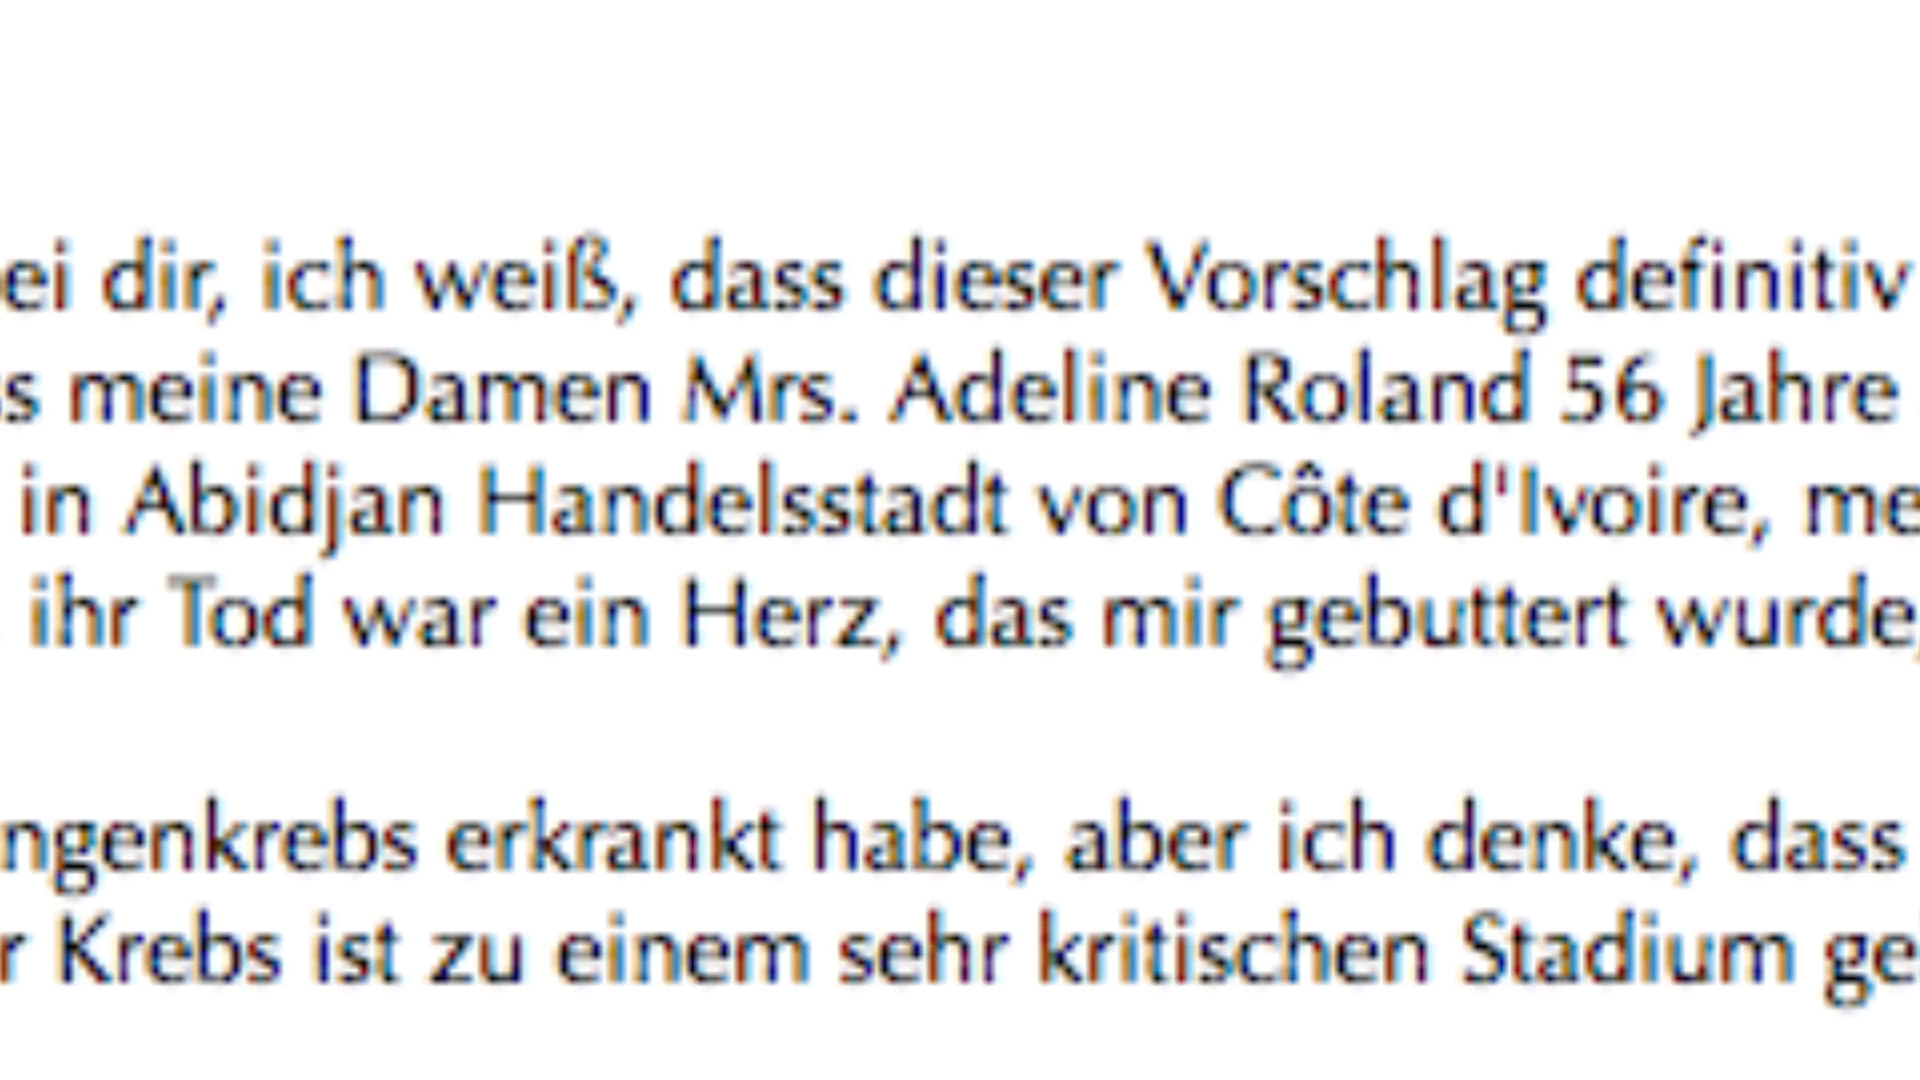 ei dir, ich weiß, dass dieser Vorschlag definitiv
s meine Damen Mrs. Adeline Roland 56 Jahre
in Abidjan Handelsstadt von Côte d'Ivoire, me
ihr Tod war ein Herz, das mir gebuttert wurde,
ngenkrebs erkrankt habe, aber ich denke, dass
r Krebs ist zu einem sehr kritischen Stadium ge